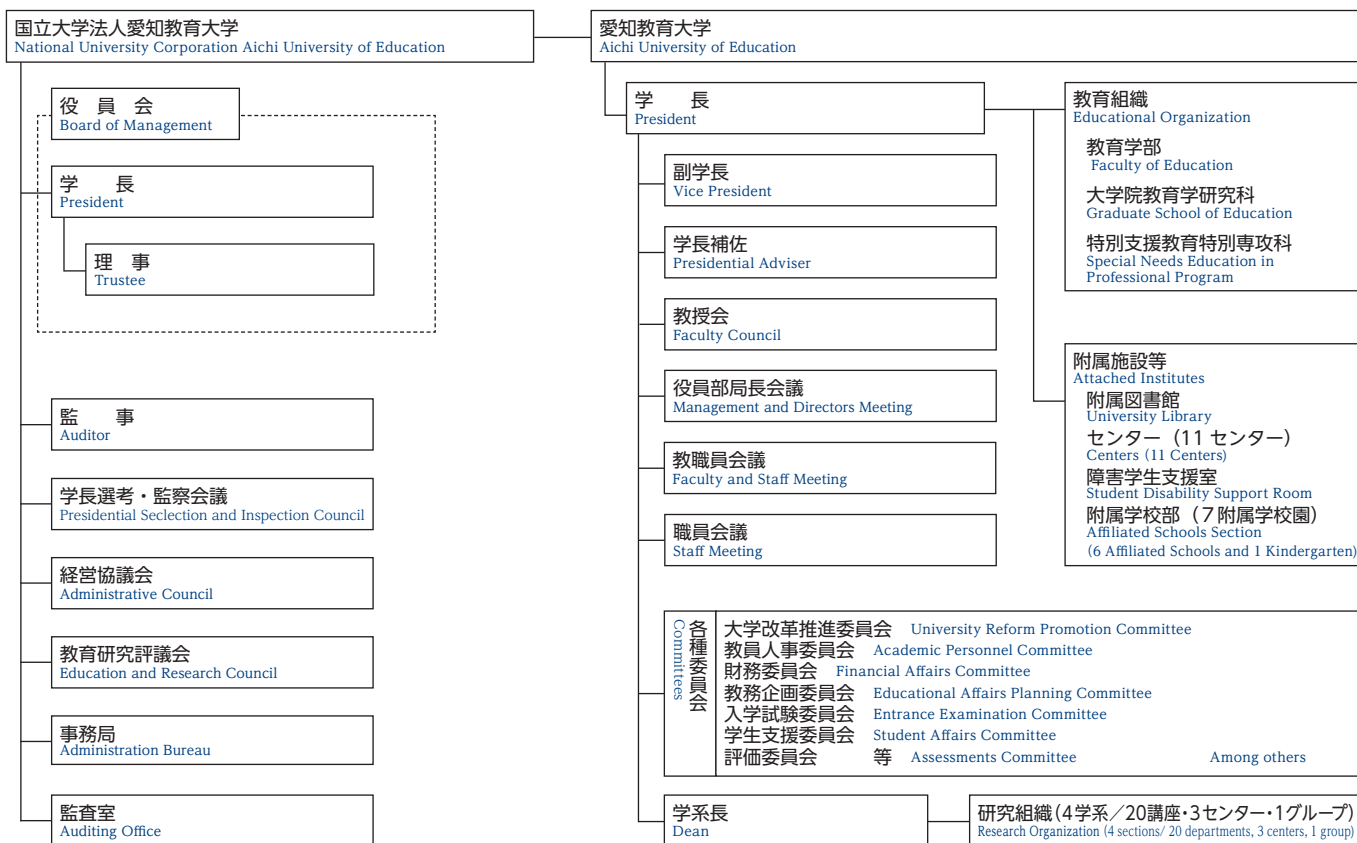 国立大学法人愛知教育大学
National University Corporation Aichi University of Education
役　員　会
Board of Management
学　　長
President
理　事
Trustee
監　　事
Auditor
学長選考・監察会議
Presidential Seclection and Inspection Council
経営協議会
Administrative Council
教育研究評議会
Education and Research Council
事務局
Administration Bureau
監査室
Auditing Office
愛知教育大学
Aichi University of Education
学　　長
President
副学長
Vice President
学長補佐
Presidential Adviser
教授会
Faculty Council
役員部局長会議
Management and Directors Meeting
教職員会議
Faculty and Staff Meeting
職員会議
Staff Meeting
各種委員会
Committees
大学改革推進委員会 University Reform Promotion Committee
教員人事委員会 Academic Personnel Committee
財務委員会 Financial Affairs Committee
教務企画委員会 Educational Affairs Planning Committee
入学試験委員会 Entrance Examination Committee
学生支援委員会 Student Affairs Committee
評価委員会　　等 Assessments Committee Among others
学系長
Dean
研究組織(4学系／20講座・3センター・1グループ)
Research Organization (4 sections/ 20 departments, 3 centers, 1 group)
教育組織
Educational Organization
教育学部
Faculty of Education
大学院教育学研究科
Graduate School of Education
特別支援教育特別専攻科
Special Needs Education in
Professional Program
附属施設等
Attached Institutes
附属図書館
University Library
センター（11 センター）
Centers (11 Centers)
障害学生支援室
Student Disability Support Room
附属学校部（７附属学校園）
Affiliated Schools Section
(6 Affiliated Schools and 1 Kindergarten)